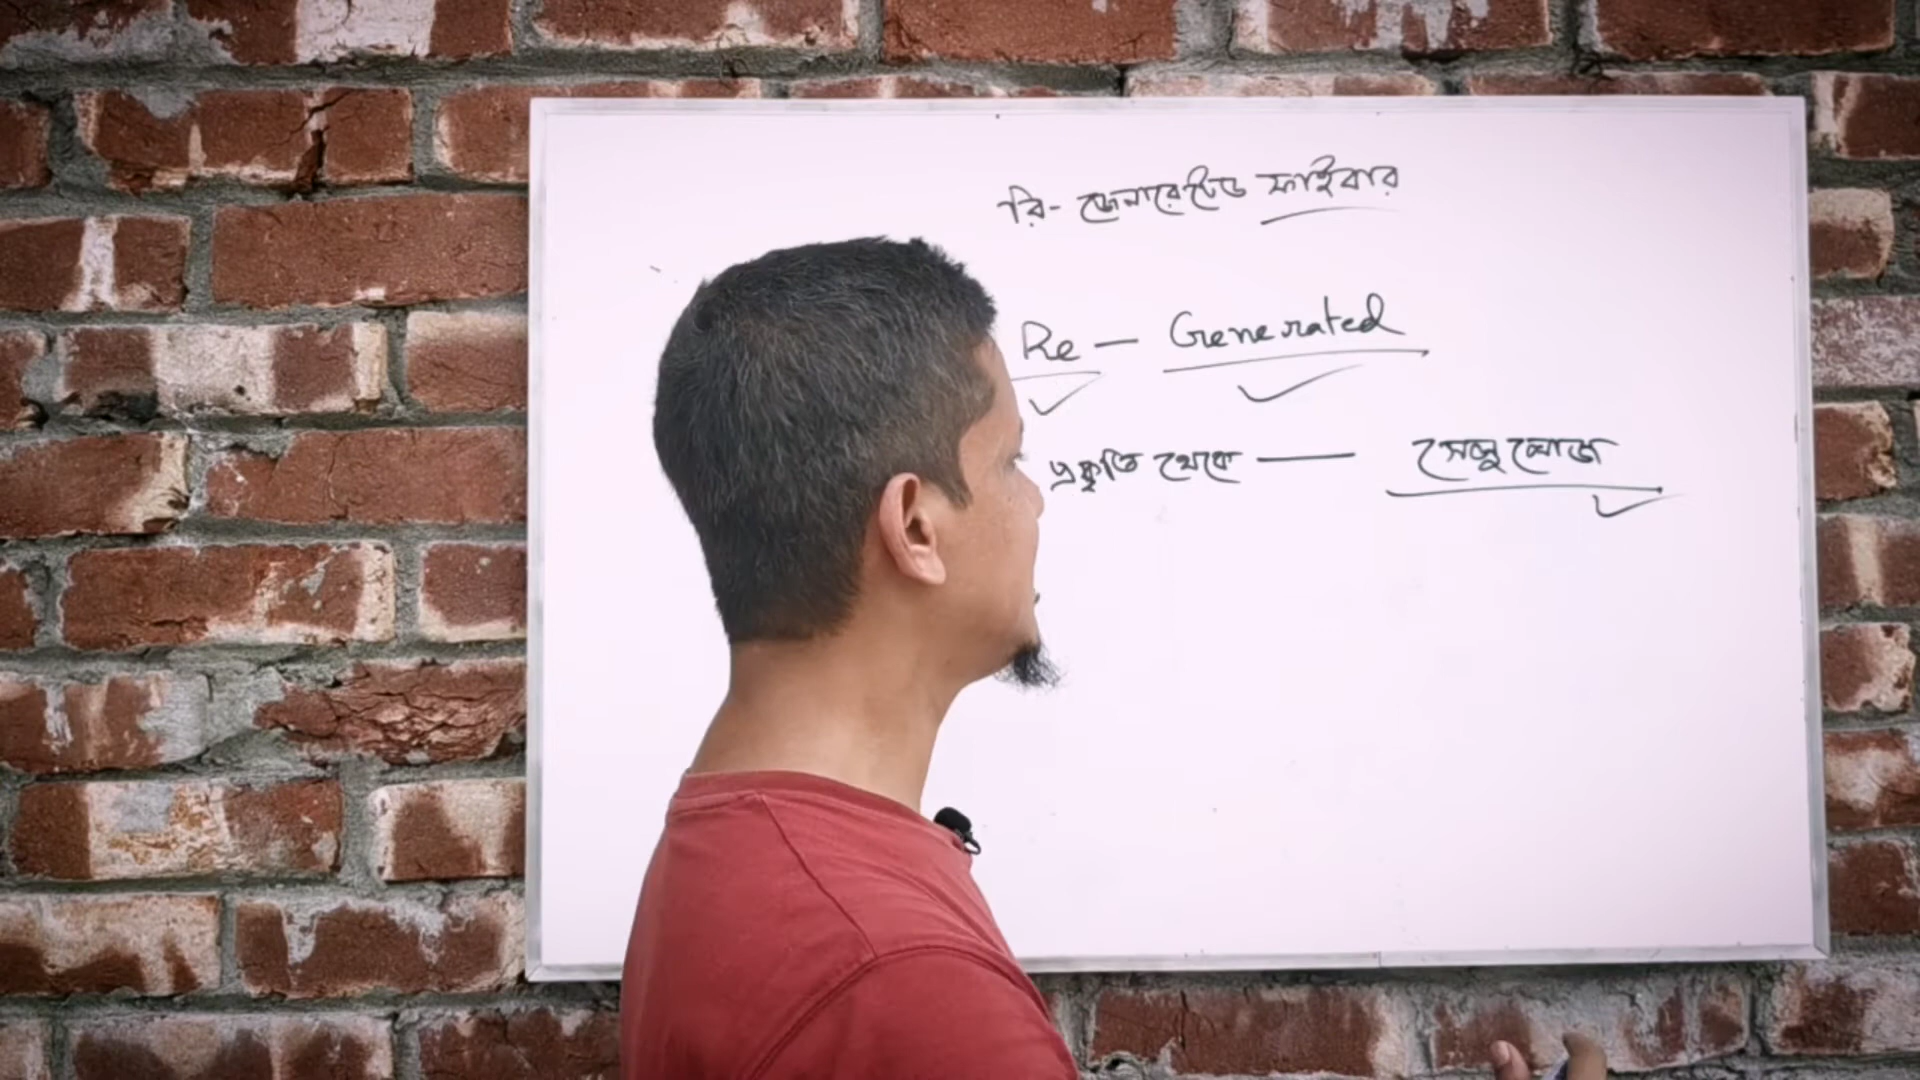 রি- জেনারেটেড ফাইবার
Re — Generated
প্রকৃতি থেকে — সেলুলোজ